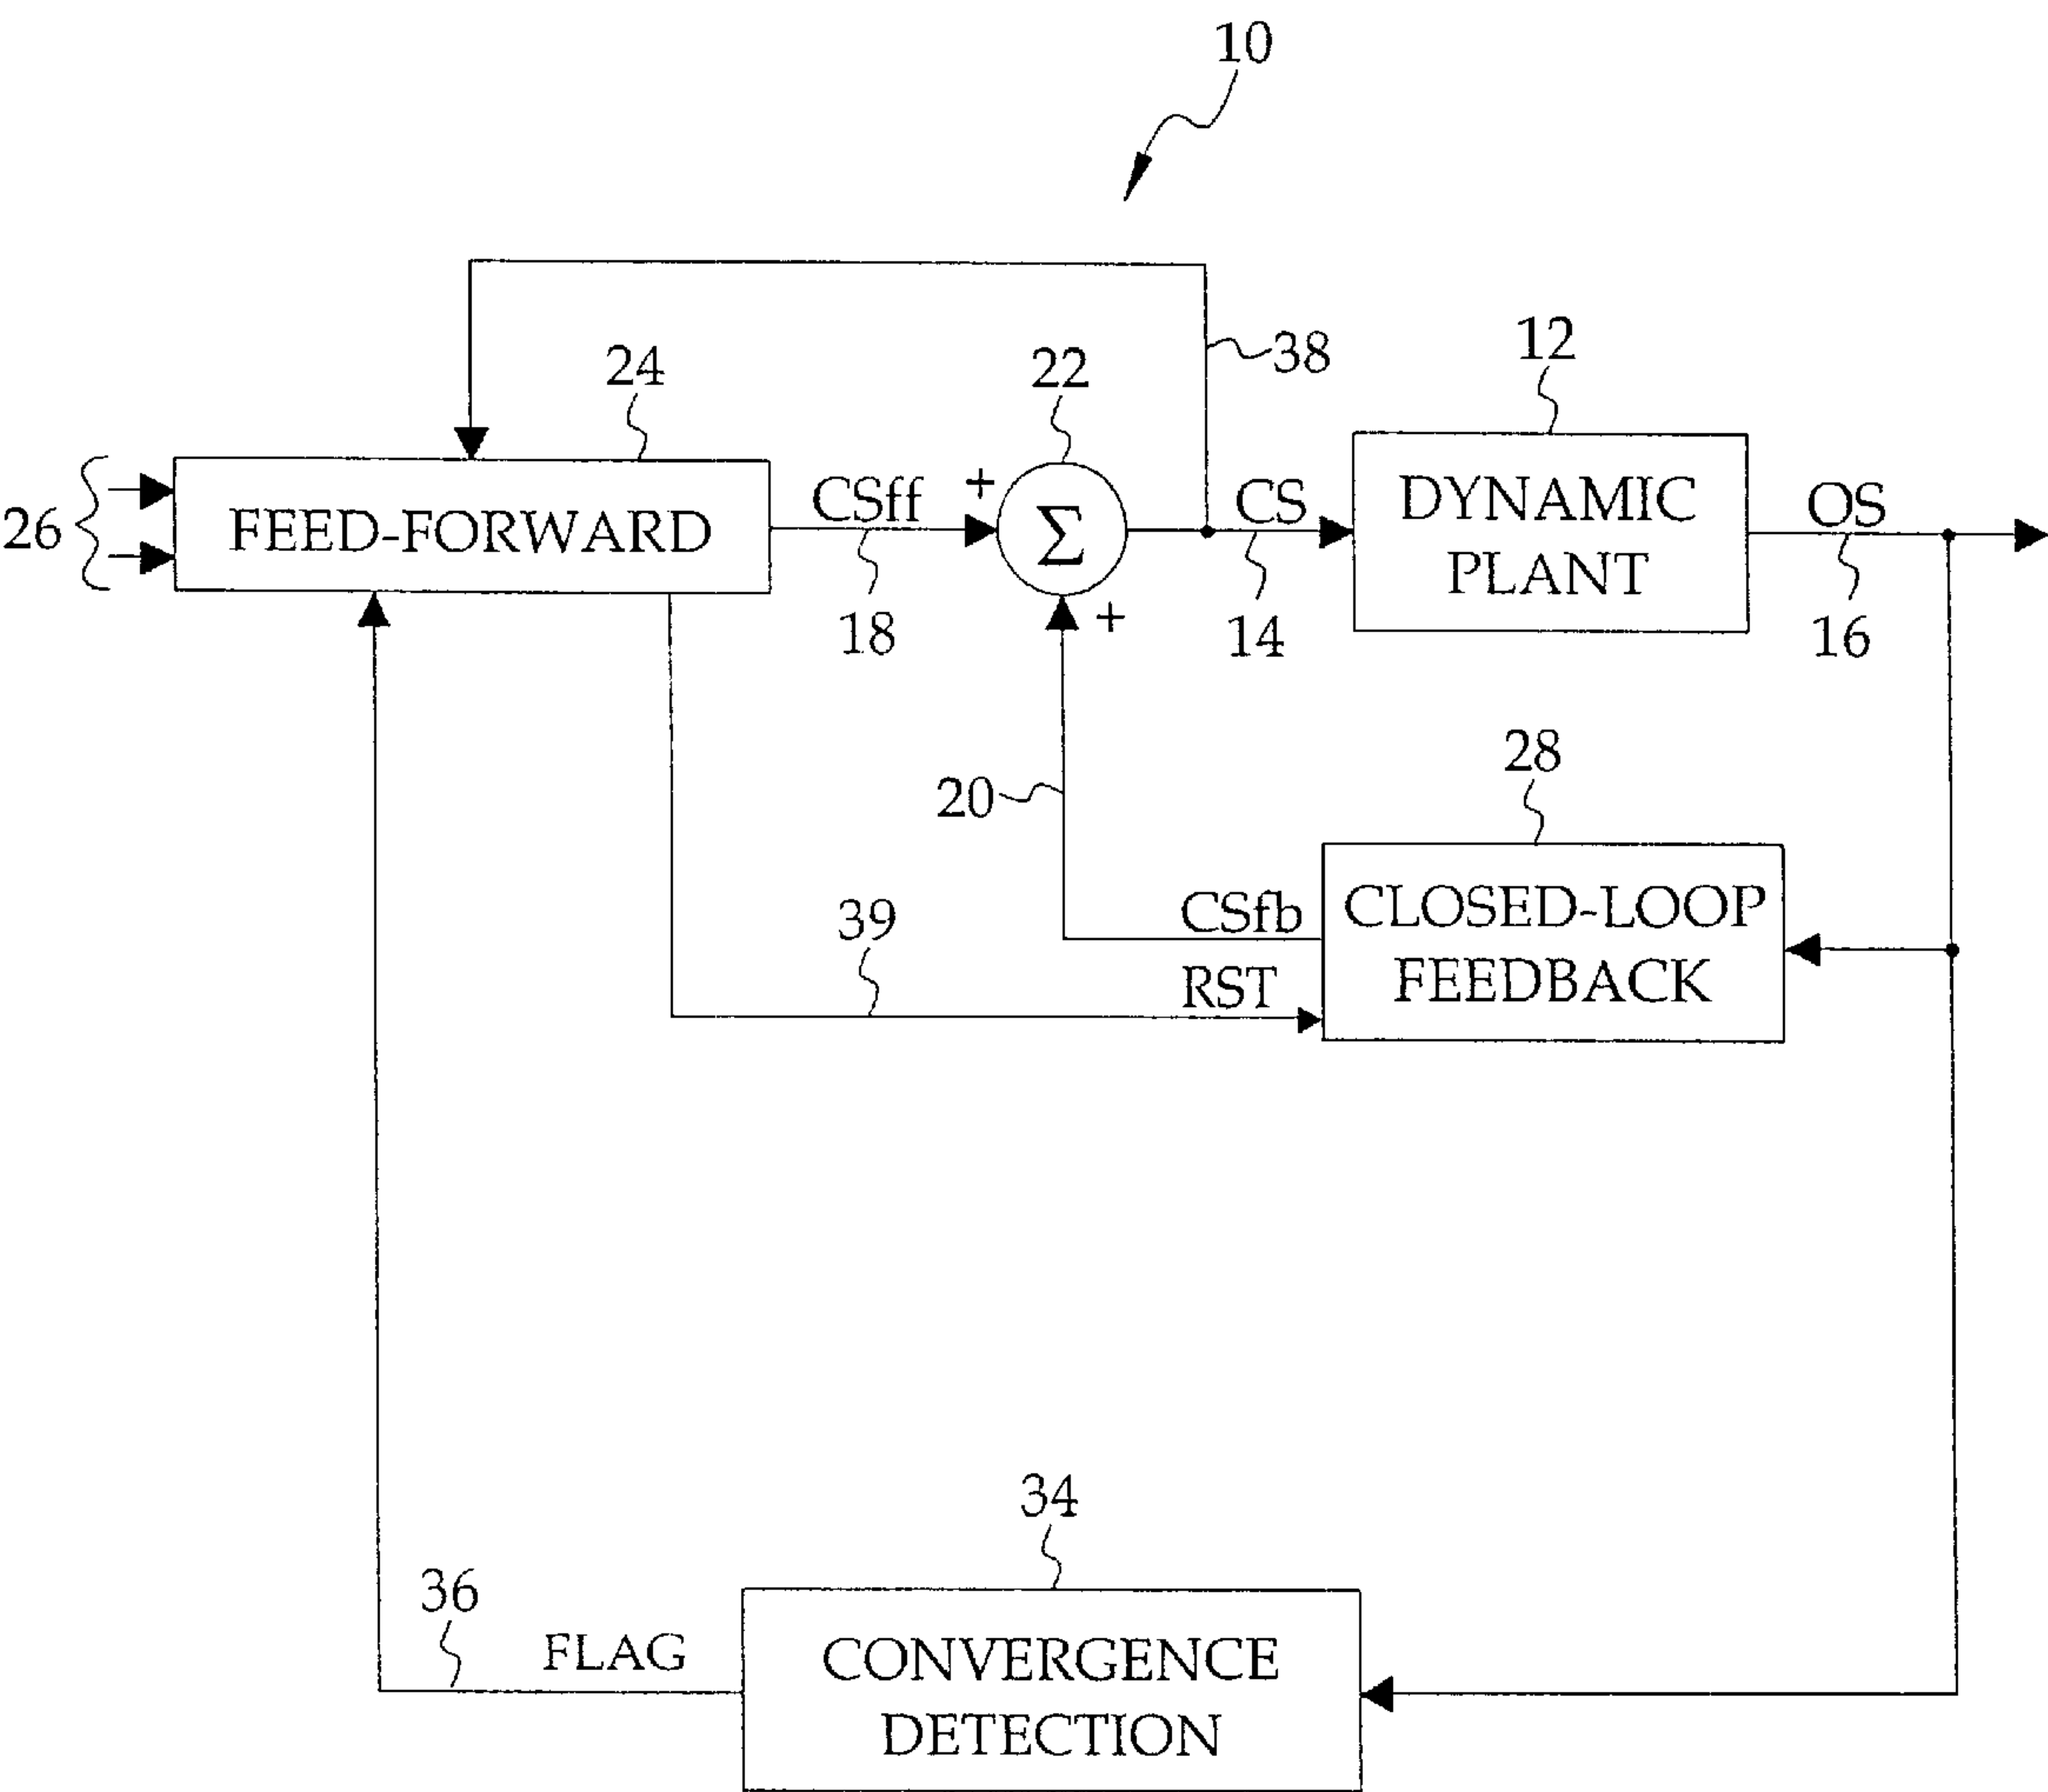 10
38
12
24
22
26
FEED-FORWARD
CSff
+
Σ
CS
DYNAMIC
PLANT
OS
18
+
14
16
20
28
39
CSfb
RST
CLOSED-LOOP
FEEDBACK
34
36
FLAG
CONVERGENCE
DETECTION